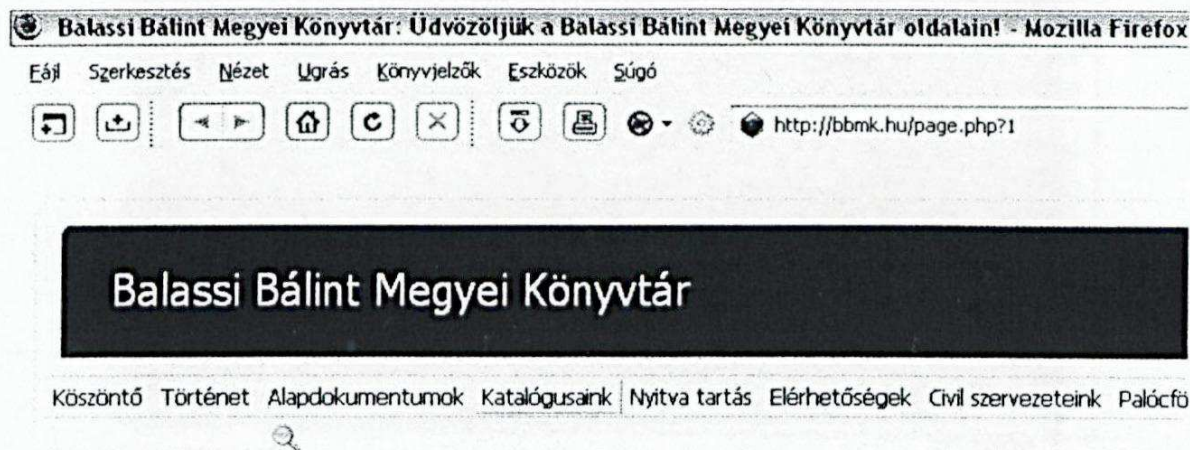 Balassi Bálint Megyei Könyvtár: Üdvözöljük a Balassi Bálint Megyei Könyvtár oldalain! - Mozilla Firefox
Fájl Szerkesztés Nézet Ugrás Könyvjelzők Eszközök Súgó
http://bbmk.hu/page.php?1
Balassi Bálint Megyei Könyvtár
Köszöntő Történet Alapdokumentumok Katalógusaink Nyitva tartás Elérhetőségek Civil szervezeteink Palócfö